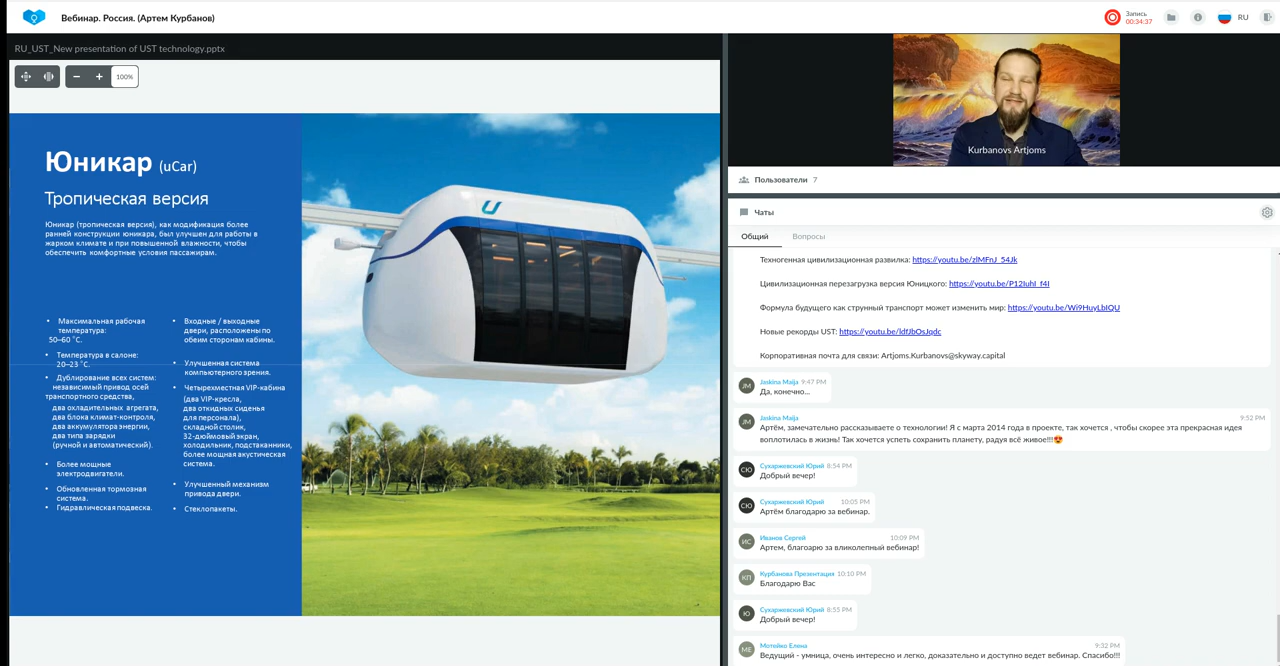 Вебинар. Россия. (Артем Курбанов)
Запись
00:34:37
RU
RU_UST_New presentation of UST technology.pptx
100%
Юникар (uCar)
Тропическая версия
Юникар (тропическая версия), как модификация более
ранней конструкции юникара, был улучшен для работы в
жарком климате и при повышенной влажности, чтобы
обеспечить комфортные условия пассажирам.
• Максимальная рабочая
температура:
50–60 °С.
• Температура в салоне:
20–23 °С.
• Дублирование всех систем:
независимый привод осей
транспортного средства,
два охладительных агрегата,
два блока климат-контроля,
два аккумулятора энергии,
два типа зарядки
(ручной и автоматический).
• Более мощные
электродвигатели.
• Обновленная тормозная
система.
• Гидравлическая подвеска.
• Входные / выходные
двери, расположены по
обеим сторонам кабины.
• Улучшенная система
компьютерного зрения.
• Четырехместная VIP-кабина
(два VIP-кресла,
два откидных сиденья
для персонала),
складной столик,
32-дюймовый экран,
холодильник, подстаканники,
более мощная акустическая
система.
• Улучшенный механизм
привода двери.
• Стеклопакеты.
Kurbanovs Artjoms
Пользователи 7
Чаты
Общий Вопросы
Техногенная цивилизационная развилка: https://youtu.be/zlMFnJ_54Jk
Цивилизационная перезагрузка версия Юницкого: https://youtu.be/P12IuhI_f4I
Формула будущего как струнный транспорт может изменить мир: https://youtu.be/Wi9HuyLbIQU
Новые рекорды UST: https://youtu.be/ldfJbOsJqdc
Корпоративная почта для связи: Artjoms.Kurbanovs@skyway.capital
JM Jaskina Maija 9:47 PM
Да, конечно...
JM Jaskina Maija 9:52 PM
Артём, замечательно рассказываете о технологии! Я с марта 2014 года в проекте, так хочется , чтобы скорее эта прекрасная идея
воплотилась в жизнь! Так хочется успеть сохранить планету, радуя всё живое!!!😍
СЮ Сухаржевский Юрий 8:54 PM
Добрый вечер!
СЮ Сухаржевский Юрий 10:05 PM
Артём благодарю за вебинар.
ИС Иванов Сергей 10:09 PM
Артем, благоарю за вликолепный вебинар!
КП Курбанова Презентация 10:10 PM
Благодарю Вас
Ю Сухаржевский Юрий 8:55 PM
Добрый вечер!
МЕ Мотейко Елена 9:32 PM
Ведущий - умница, очень интересно и легко, доказательно и доступно ведет вебинар. Спасибо!!!